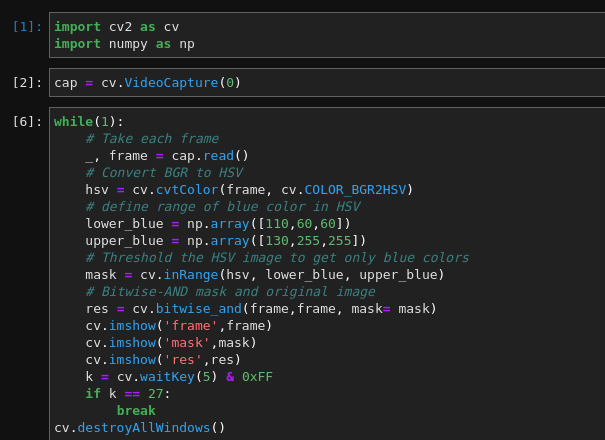 [1]: import cv2 as cv
import numpy as np
[2]: cap = cv.VideoCapture(0)
[6]: while(1):
    # Take each frame
    _, frame = cap.read()
    # Convert BGR to HSV
    hsv = cv.cvtColor(frame, cv.COLOR_BGR2HSV)
    # define range of blue color in HSV
    lower_blue = np.array([110,60,60])
    upper_blue = np.array([130,255,255])
    # Threshold the HSV image to get only blue colors
    mask = cv.inRange(hsv, lower_blue, upper_blue)
    # Bitwise-AND mask and original image
    res = cv.bitwise_and(frame,frame, mask= mask)
    cv.imshow('frame',frame)
    cv.imshow('mask',mask)
    cv.imshow('res',res)
    k = cv.waitKey(5) & 0xFF
    if k == 27:
        break
cv.destroyAllWindows()